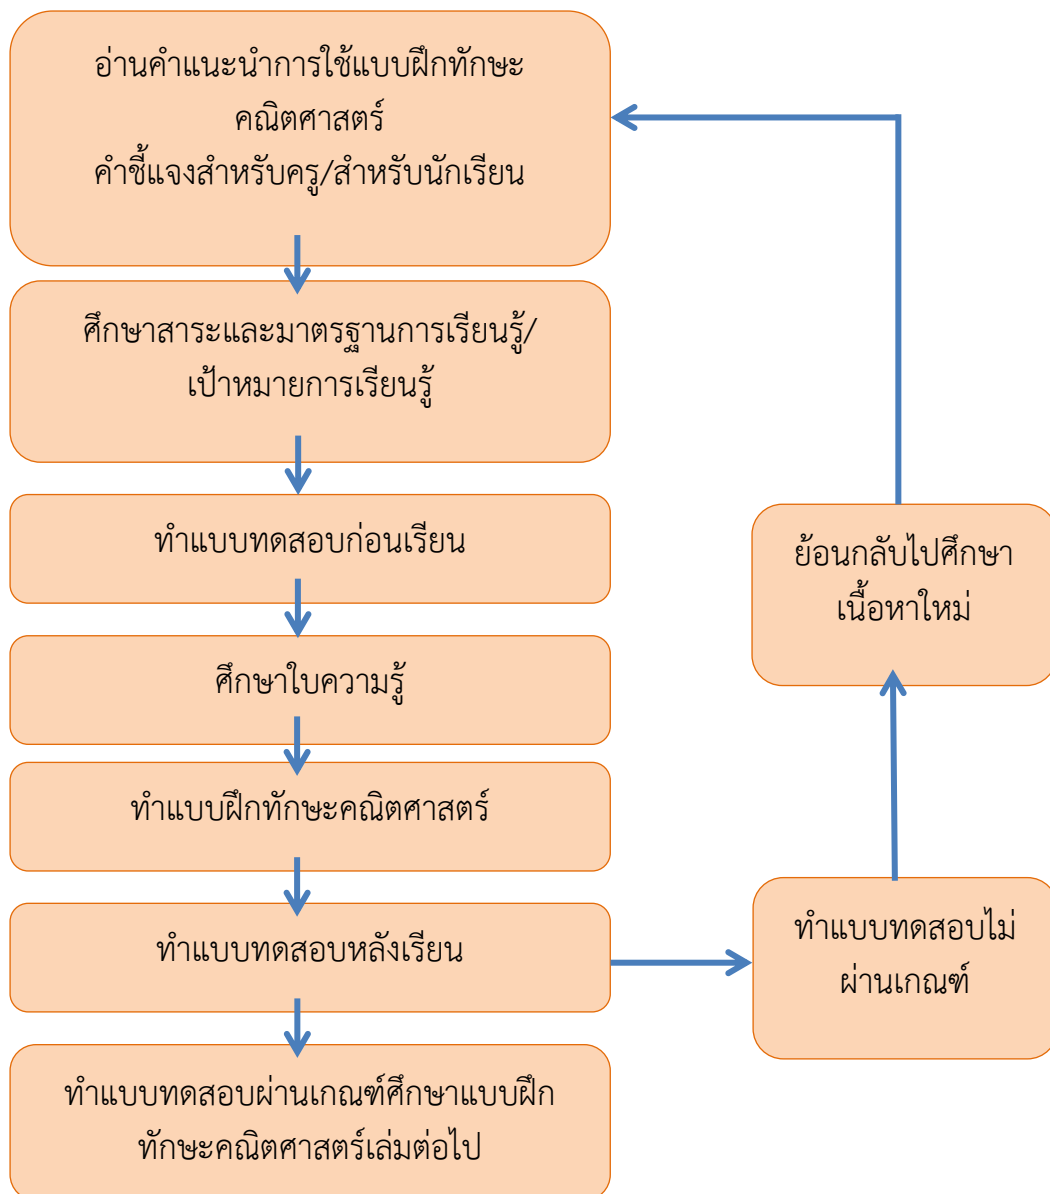 อ่านคำแนะนำการใช้แบบฝึกทักษะ
คณิตศาสตร์
คำชี้แจงสำหรับครู/สำหรับนักเรียน
ศึกษาสาระและมาตรฐานการเรียนรู้/
เป้าหมายการเรียนรู้
ทำแบบทดสอบก่อนเรียน
ศึกษาใบความรู้
ทำแบบฝึกทักษะคณิตศาสตร์
ทำแบบทดสอบหลังเรียน
ทำแบบทดสอบผ่านเกณฑ์ศึกษาแบบฝึก
ทักษะคณิตศาสตร์เล่มต่อไป
ทำแบบทดสอบไม่
ผ่านเกณฑ์
ย้อนกลับไปศึกษา
เนื้อหาใหม่